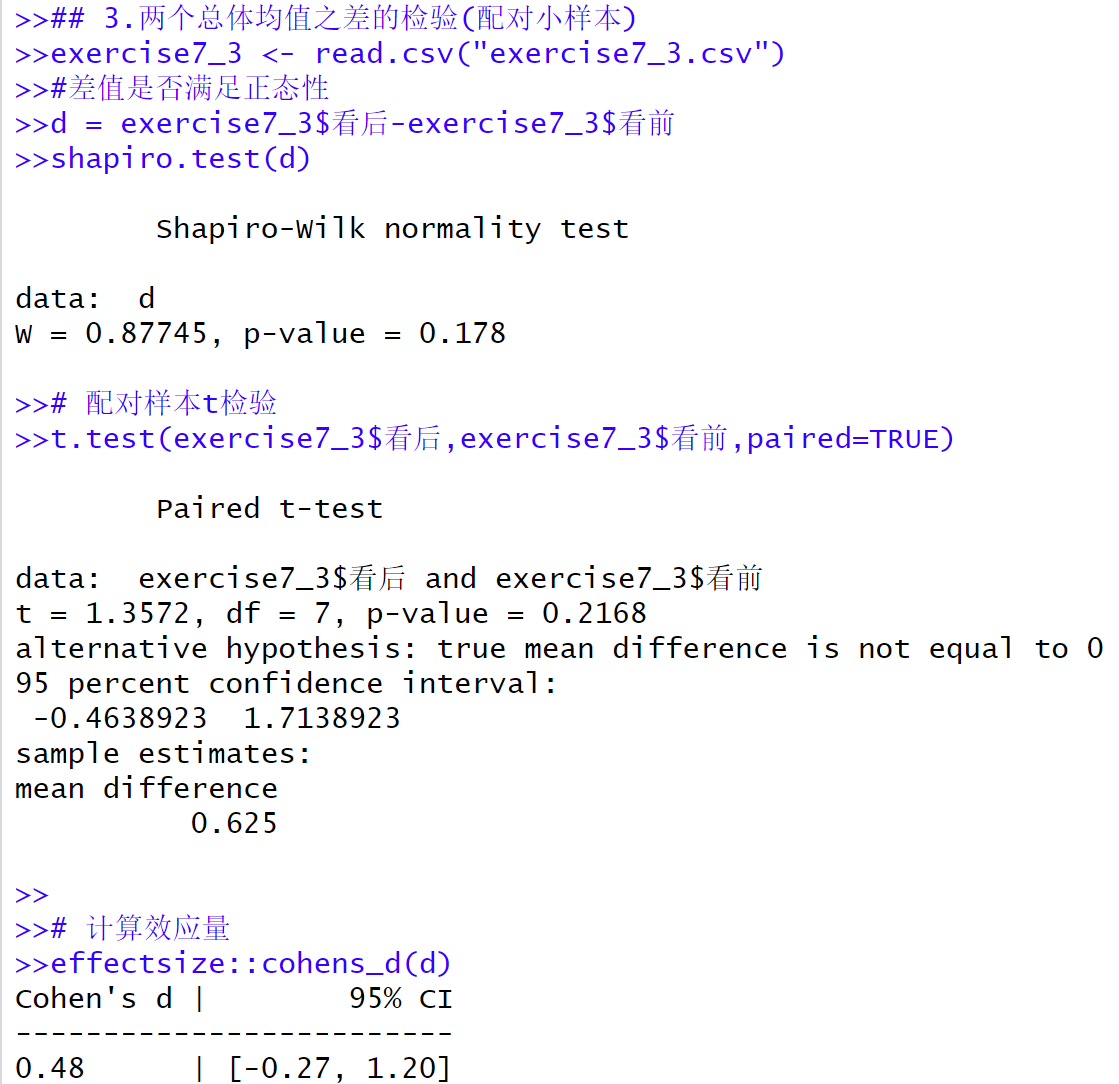 >>## 3.两个总体均值之差的检验(配对小样本)
>>exercise7_3 <- read.csv("exercise7_3.csv")
>>#差值是否满足正态性
>>d = exercise7_3$看后-exercise7_3$看前
>>shapiro.test(d)
Shapiro-Wilk normality test
data:  d
W = 0.87745, p-value = 0.178
>># 配对样本t检验
>>t.test(exercise7_3$看后,exercise7_3$看前,paired=TRUE)
Paired t-test
data:  exercise7_3$看后 and exercise7_3$看前
t = 1.3572, df = 7, p-value = 0.2168
alternative hypothesis: true mean difference is not equal to 0
95 percent confidence interval:
 -0.4638923  1.7138923
sample estimates:
mean difference
          0.625
>>
>># 计算效应量
>>effectsize::cohens_d(d)
Cohen's d |        95% CI
-------------------------
0.48      | [-0.27, 1.20]